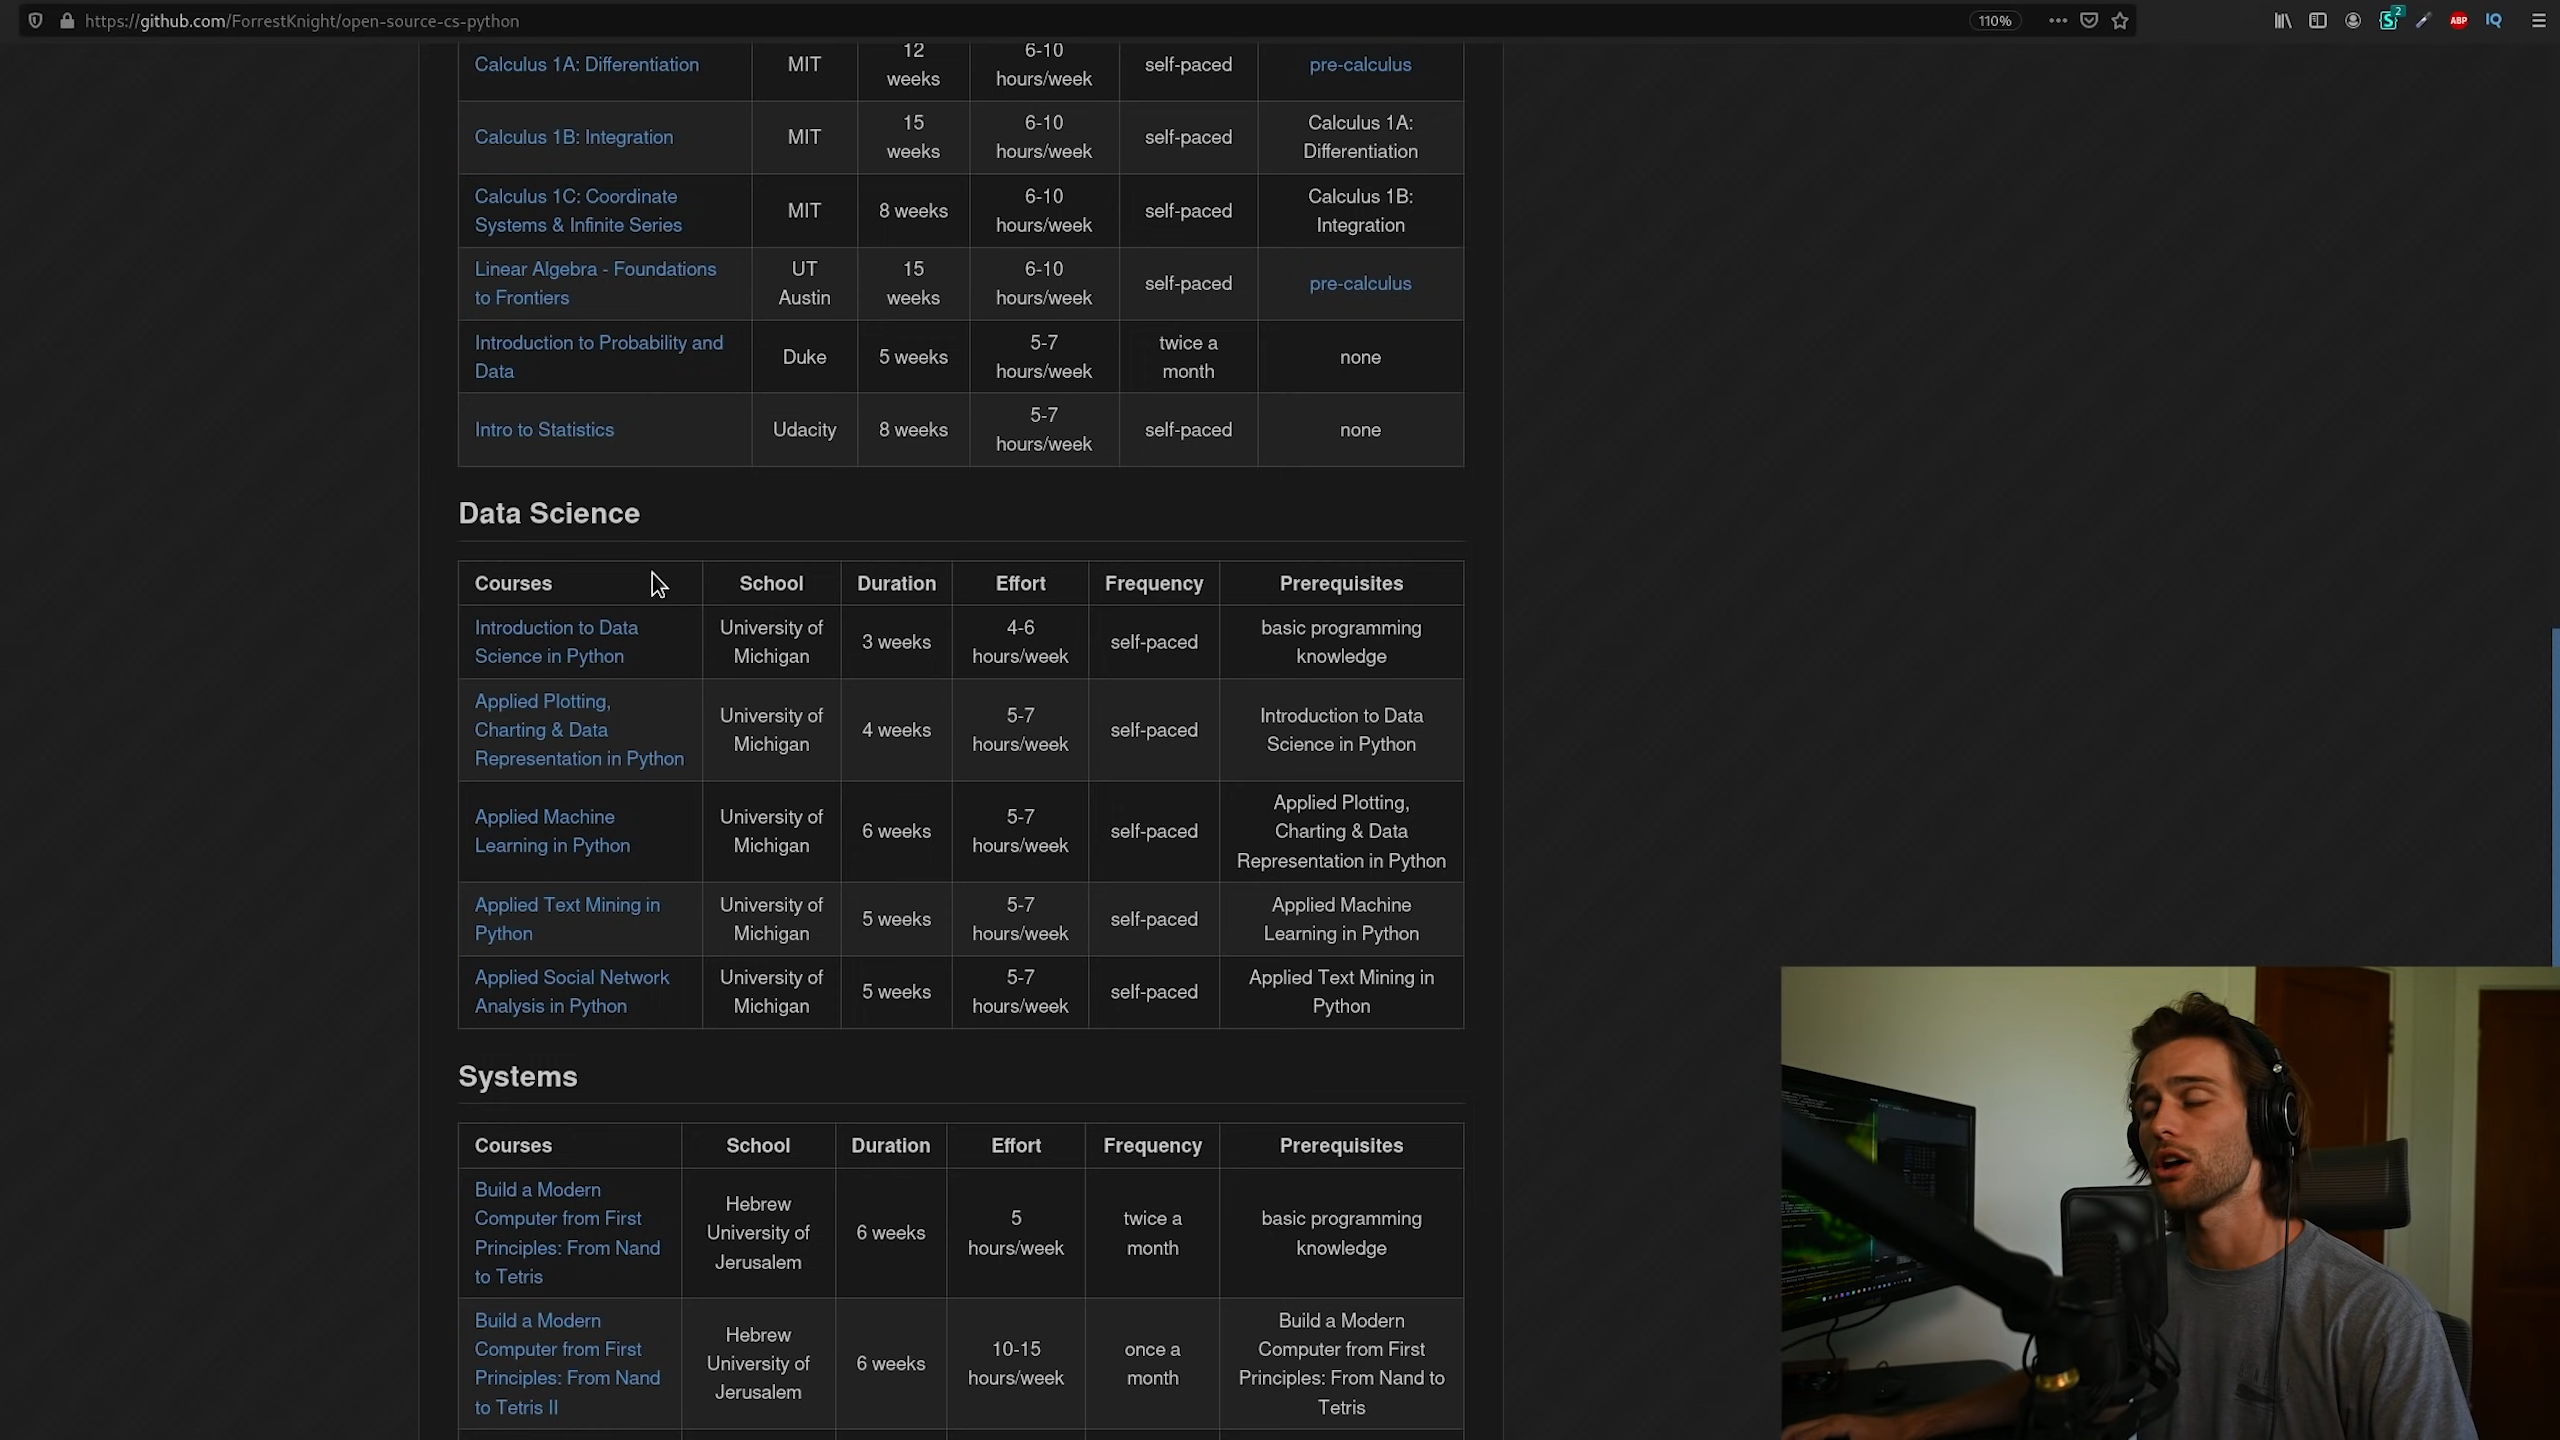 https://github.com/ForrestKnight/open-source-cs-python
110%
2
ABP
IQ
12
6-10
Calculus 1A: Differentiation MIT weeks hours/week self-paced pre-calculus
15
6-10
Calculus 1A:
Calculus 1B: Integration MIT weeks hours/week self-paced Differentiation
Calculus 1C: Coordinate
Systems & Infinite Series
MIT
8 weeks
6-10
hours/week
self-paced
Calculus 1B:
Integration
Linear Algebra - Foundations
to Frontiers
UT
Austin
15
weeks
6-10
hours/week
self-paced
pre-calculus
Introduction to Probability and
Data
Duke
5 weeks
5-7
hours/week
twice a
month
none
Intro to Statistics
Udacity
8 weeks
5-7
hours/week
self-paced
none
Data Science
Courses School Duration Effort Frequency Prerequisites
Introduction to Data
Science in Python
University of
Michigan
3 weeks
4-6
hours/week
self-paced
basic programming
knowledge
Applied Plotting,
Charting & Data
Representation in Python
University of
Michigan
4 weeks
5-7
hours/week
self-paced
Introduction to Data
Science in Python
Applied Machine
Learning in Python
University of
Michigan
6 weeks
5-7
hours/week
self-paced
Applied Plotting,
Charting & Data
Representation in Python
Applied Text Mining in
Python
University of
Michigan
5 weeks
5-7
hours/week
self-paced
Applied Machine
Learning in Python
Applied Social Network
Analysis in Python
University of
Michigan
5 weeks
5-7
hours/week
self-paced
Applied Text Mining in
Python
Systems
Courses School Duration Effort Frequency Prerequisites
Build a Modern
Computer from First
Principles: From Nand
to Tetris
Hebrew
University of
Jerusalem
6 weeks
5
hours/week
twice a
month
basic programming
knowledge
Build a Modern
Computer from First
Principles: From Nand
to Tetris II
Hebrew
University of
Jerusalem
6 weeks
10-15
hours/week
once a
month
Build a Modern
Computer from First
Principles: From Nand to
Tetris